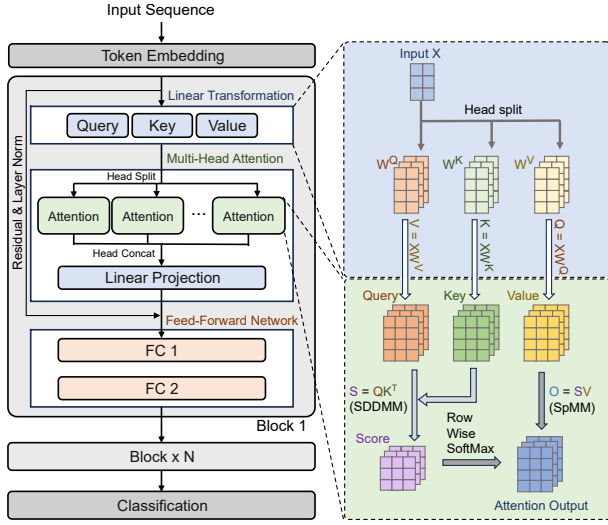 Input Sequence
Token Embedding
Linear Transformation
Query Key Value
Multi-Head Attention
Head Split
Attention Attention ... Attention
Head Concat
Linear Projection
Residual & Layer Norm
Feed-Forward Network
FC 1
FC 2
Block 1
Block x N
Classification
Input X
Head split
W^Q W^K W^V
V = XW^V K = XW^K Q = XW^Q
Query Key Value
S = QK^T
(SDDMM)
O = SV
(SpMM)
Score
Row
Wise
SoftMax
Attention Output